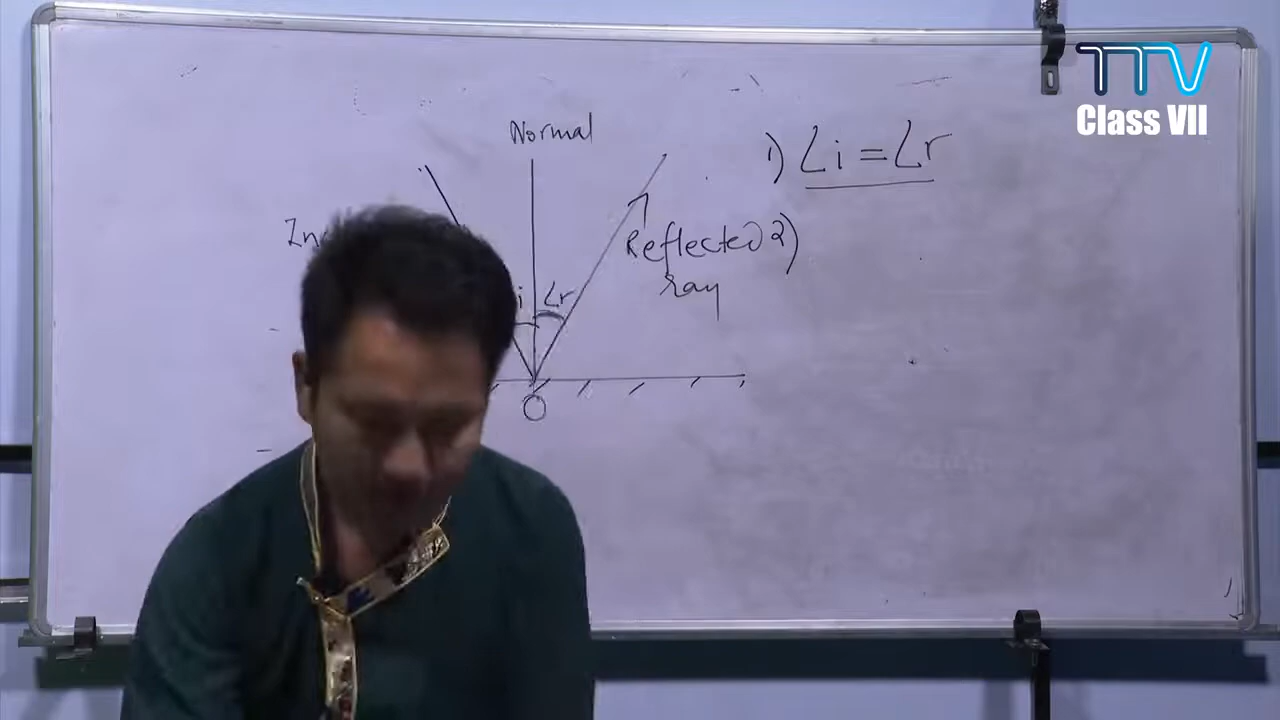 TTV
Class VII
Normal
1) ∠i = ∠r
Reflected
ray
2)
i
∠r
O